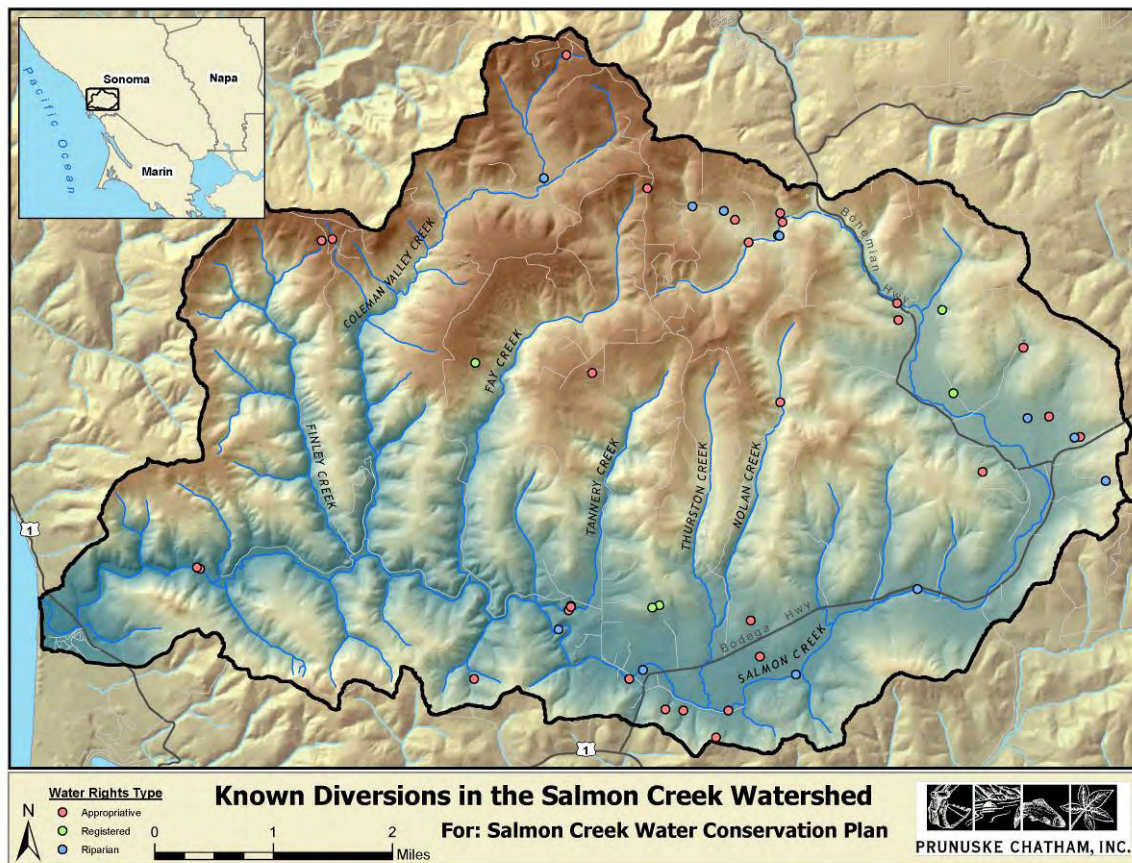 Sonoma
Napa
Marin
Pacific Ocean
Bohemian Hwy
COLEMAN VALLEY CREEK
FAY CREEK
FINLEY CREEK
TANNERY CREEK
THURSTON CREEK
NOLAN CREEK
1
Bodega Hwy
SALMON CREEK
1
Water Rights Type
Appropriative
Registered
Riparian
N
0 1 2
Miles
Known Diversions in the Salmon Creek Watershed
For: Salmon Creek Water Conservation Plan
PRUNUSKE CHATHAM, INC.